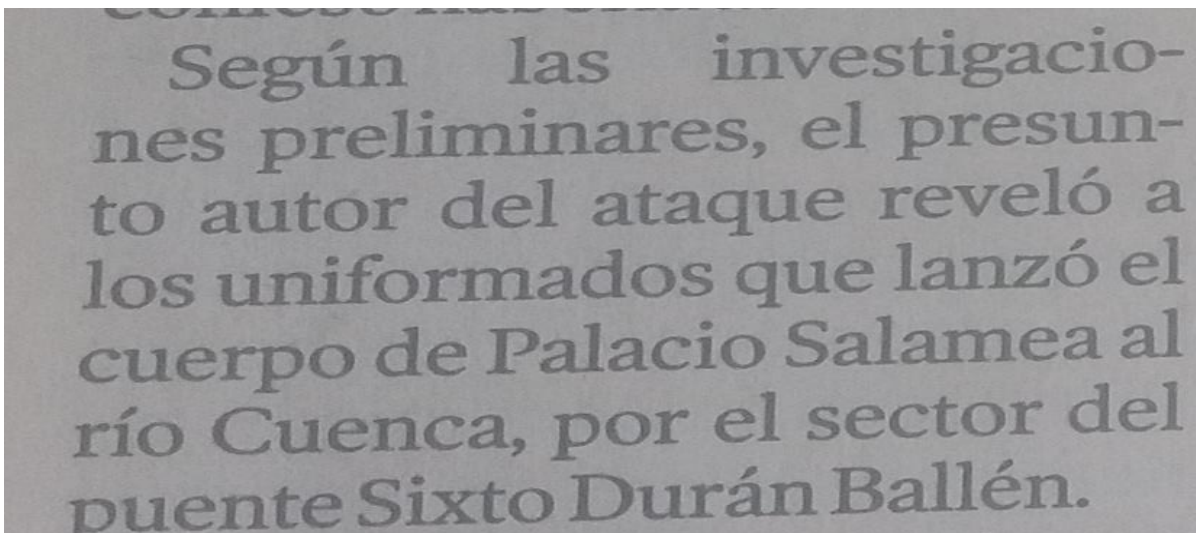 Según las investigacio-
nes preliminares, el presun-
to autor del ataque reveló a
los uniformados que lanzó el
cuerpo de Palacio Salamea al
río Cuenca, por el sector del
puente Sixto Durán Ballén.